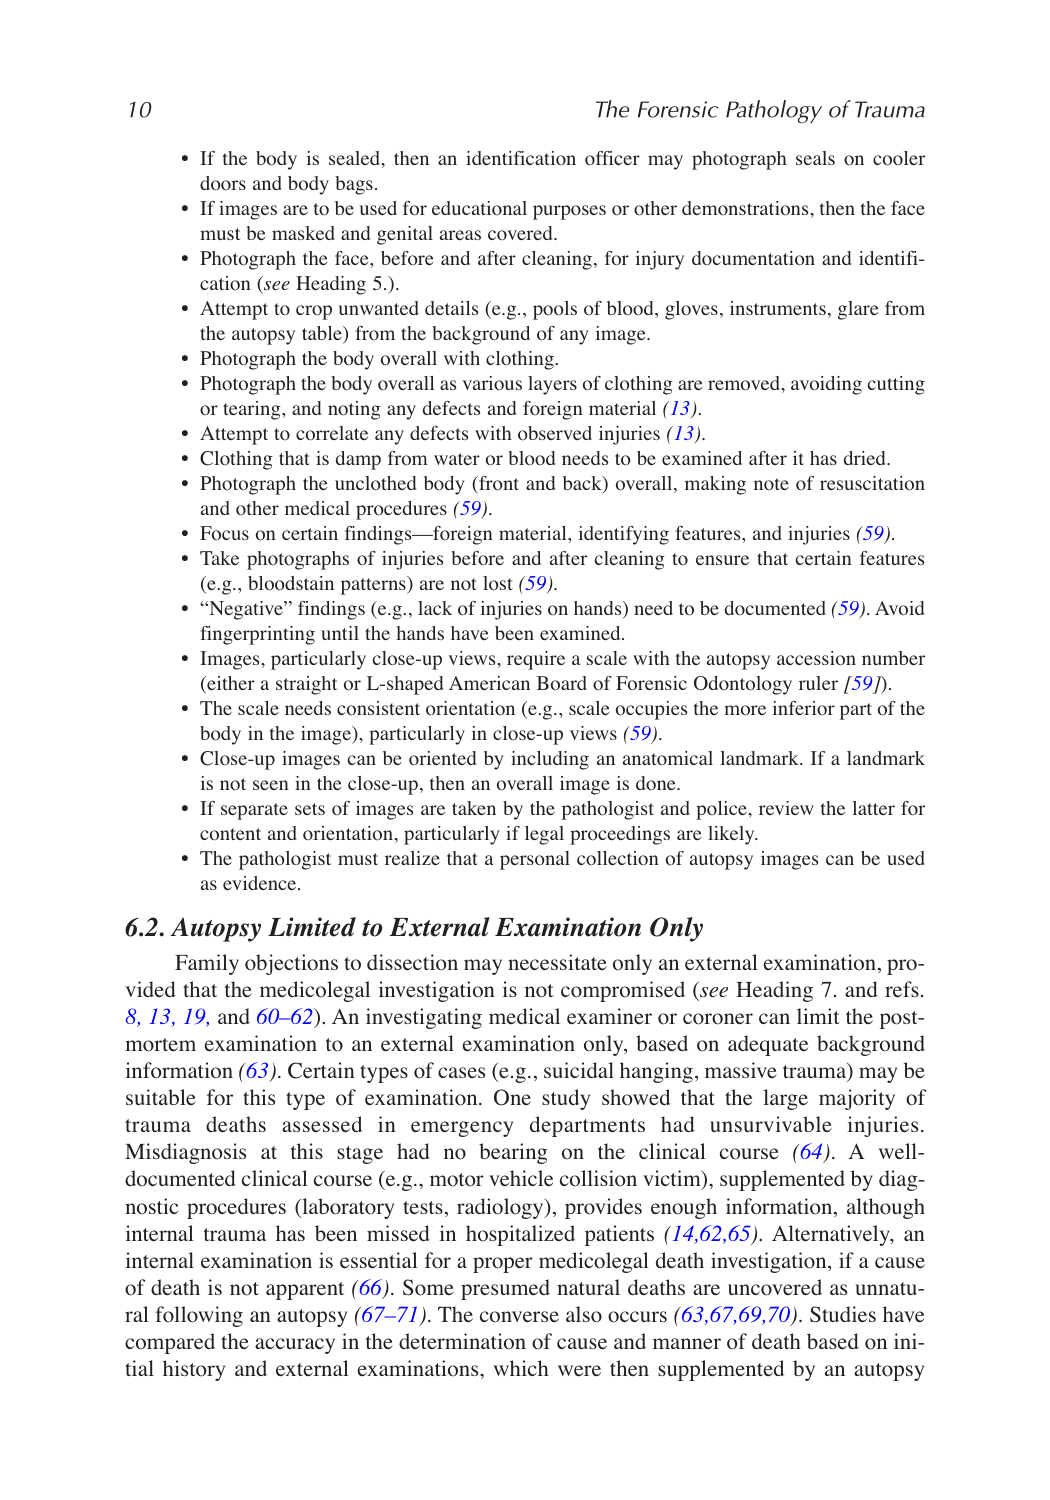 10
The Forensic Pathology of Trauma
• If the body is sealed, then an identification officer may photograph seals on cooler
doors and body bags.
• If images are to be used for educational purposes or other demonstrations, then the face
must be masked and genital areas covered.
• Photograph the face, before and after cleaning, for injury documentation and identifi-
cation (see Heading 5.).
• Attempt to crop unwanted details (e.g., pools of blood, gloves, instruments, glare from
the autopsy table) from the background of any image.
• Photograph the body overall with clothing.
• Photograph the body overall as various layers of clothing are removed, avoiding cutting
or tearing, and noting any defects and foreign material (13).
• Attempt to correlate any defects with observed injuries (13).
• Clothing that is damp from water or blood needs to be examined after it has dried.
• Photograph the unclothed body (front and back) overall, making note of resuscitation
and other medical procedures (59).
• Focus on certain findings—foreign material, identifying features, and injuries (59).
• Take photographs of injuries before and after cleaning to ensure that certain features
(e.g., bloodstain patterns) are not lost (59).
• “Negative” findings (e.g., lack of injuries on hands) need to be documented (59). Avoid
fingerprinting until the hands have been examined.
• Images, particularly close-up views, require a scale with the autopsy accession number
(either a straight or L-shaped American Board of Forensic Odontology ruler [59]).
• The scale needs consistent orientation (e.g., scale occupies the more inferior part of the
body in the image), particularly in close-up views (59).
• Close-up images can be oriented by including an anatomical landmark. If a landmark
is not seen in the close-up, then an overall image is done.
• If separate sets of images are taken by the pathologist and police, review the latter for
content and orientation, particularly if legal proceedings are likely.
• The pathologist must realize that a personal collection of autopsy images can be used
as evidence.
6.2. Autopsy Limited to External Examination Only
Family objections to dissection may necessitate only an external examination, pro-
vided that the medicolegal investigation is not compromised (see Heading 7. and refs.
8, 13, 19, and 60–62). An investigating medical examiner or coroner can limit the post-
mortem examination to an external examination only, based on adequate background
information (63). Certain types of cases (e.g., suicidal hanging, massive trauma) may be
suitable for this type of examination. One study showed that the large majority of
trauma deaths assessed in emergency departments had unsurvivable injuries.
Misdiagnosis at this stage had no bearing on the clinical course (64). A well-
documented clinical course (e.g., motor vehicle collision victim), supplemented by diag-
nostic procedures (laboratory tests, radiology), provides enough information, although
internal trauma has been missed in hospitalized patients (14,62,65). Alternatively, an
internal examination is essential for a proper medicolegal death investigation, if a cause
of death is not apparent (66). Some presumed natural deaths are uncovered as unnatu-
ral following an autopsy (67–71). The converse also occurs (63,67,69,70). Studies have
compared the accuracy in the determination of cause and manner of death based on ini-
tial history and external examinations, which were then supplemented by an autopsy